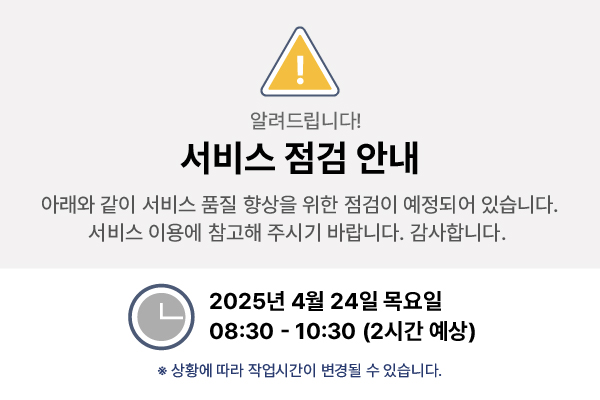 알려드립니다!
서비스 점검 안내
아래와 같이 서비스 품질 향상을 위한 점검이 예정되어 있습니다.
서비스 이용에 참고해 주시기 바랍니다. 감사합니다.
2025년 4월 24일 목요일
08:30 - 10:30 (2시간 예상)
※ 상황에 따라 작업시간이 변경될 수 있습니다.